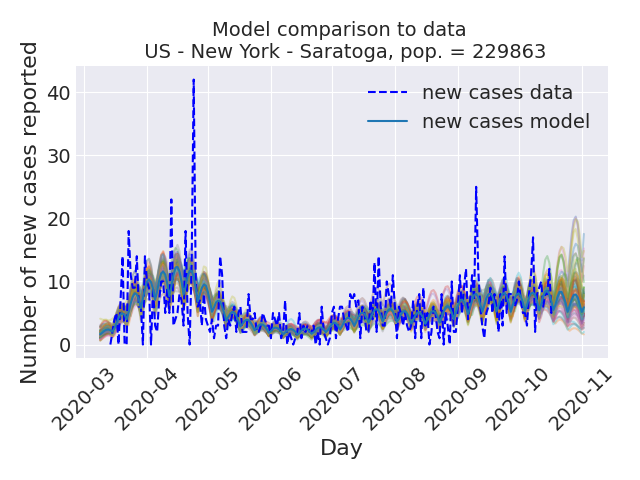 Model comparison to data
US - New York - Saratoga, pop. = 229863
Number of new cases reported
40
30
20
10
0
new cases data
new cases model
2020-03
2020-04
2020-05
2020-06
2020-07
2020-08
2020-09
2020-10
2020-11
Day